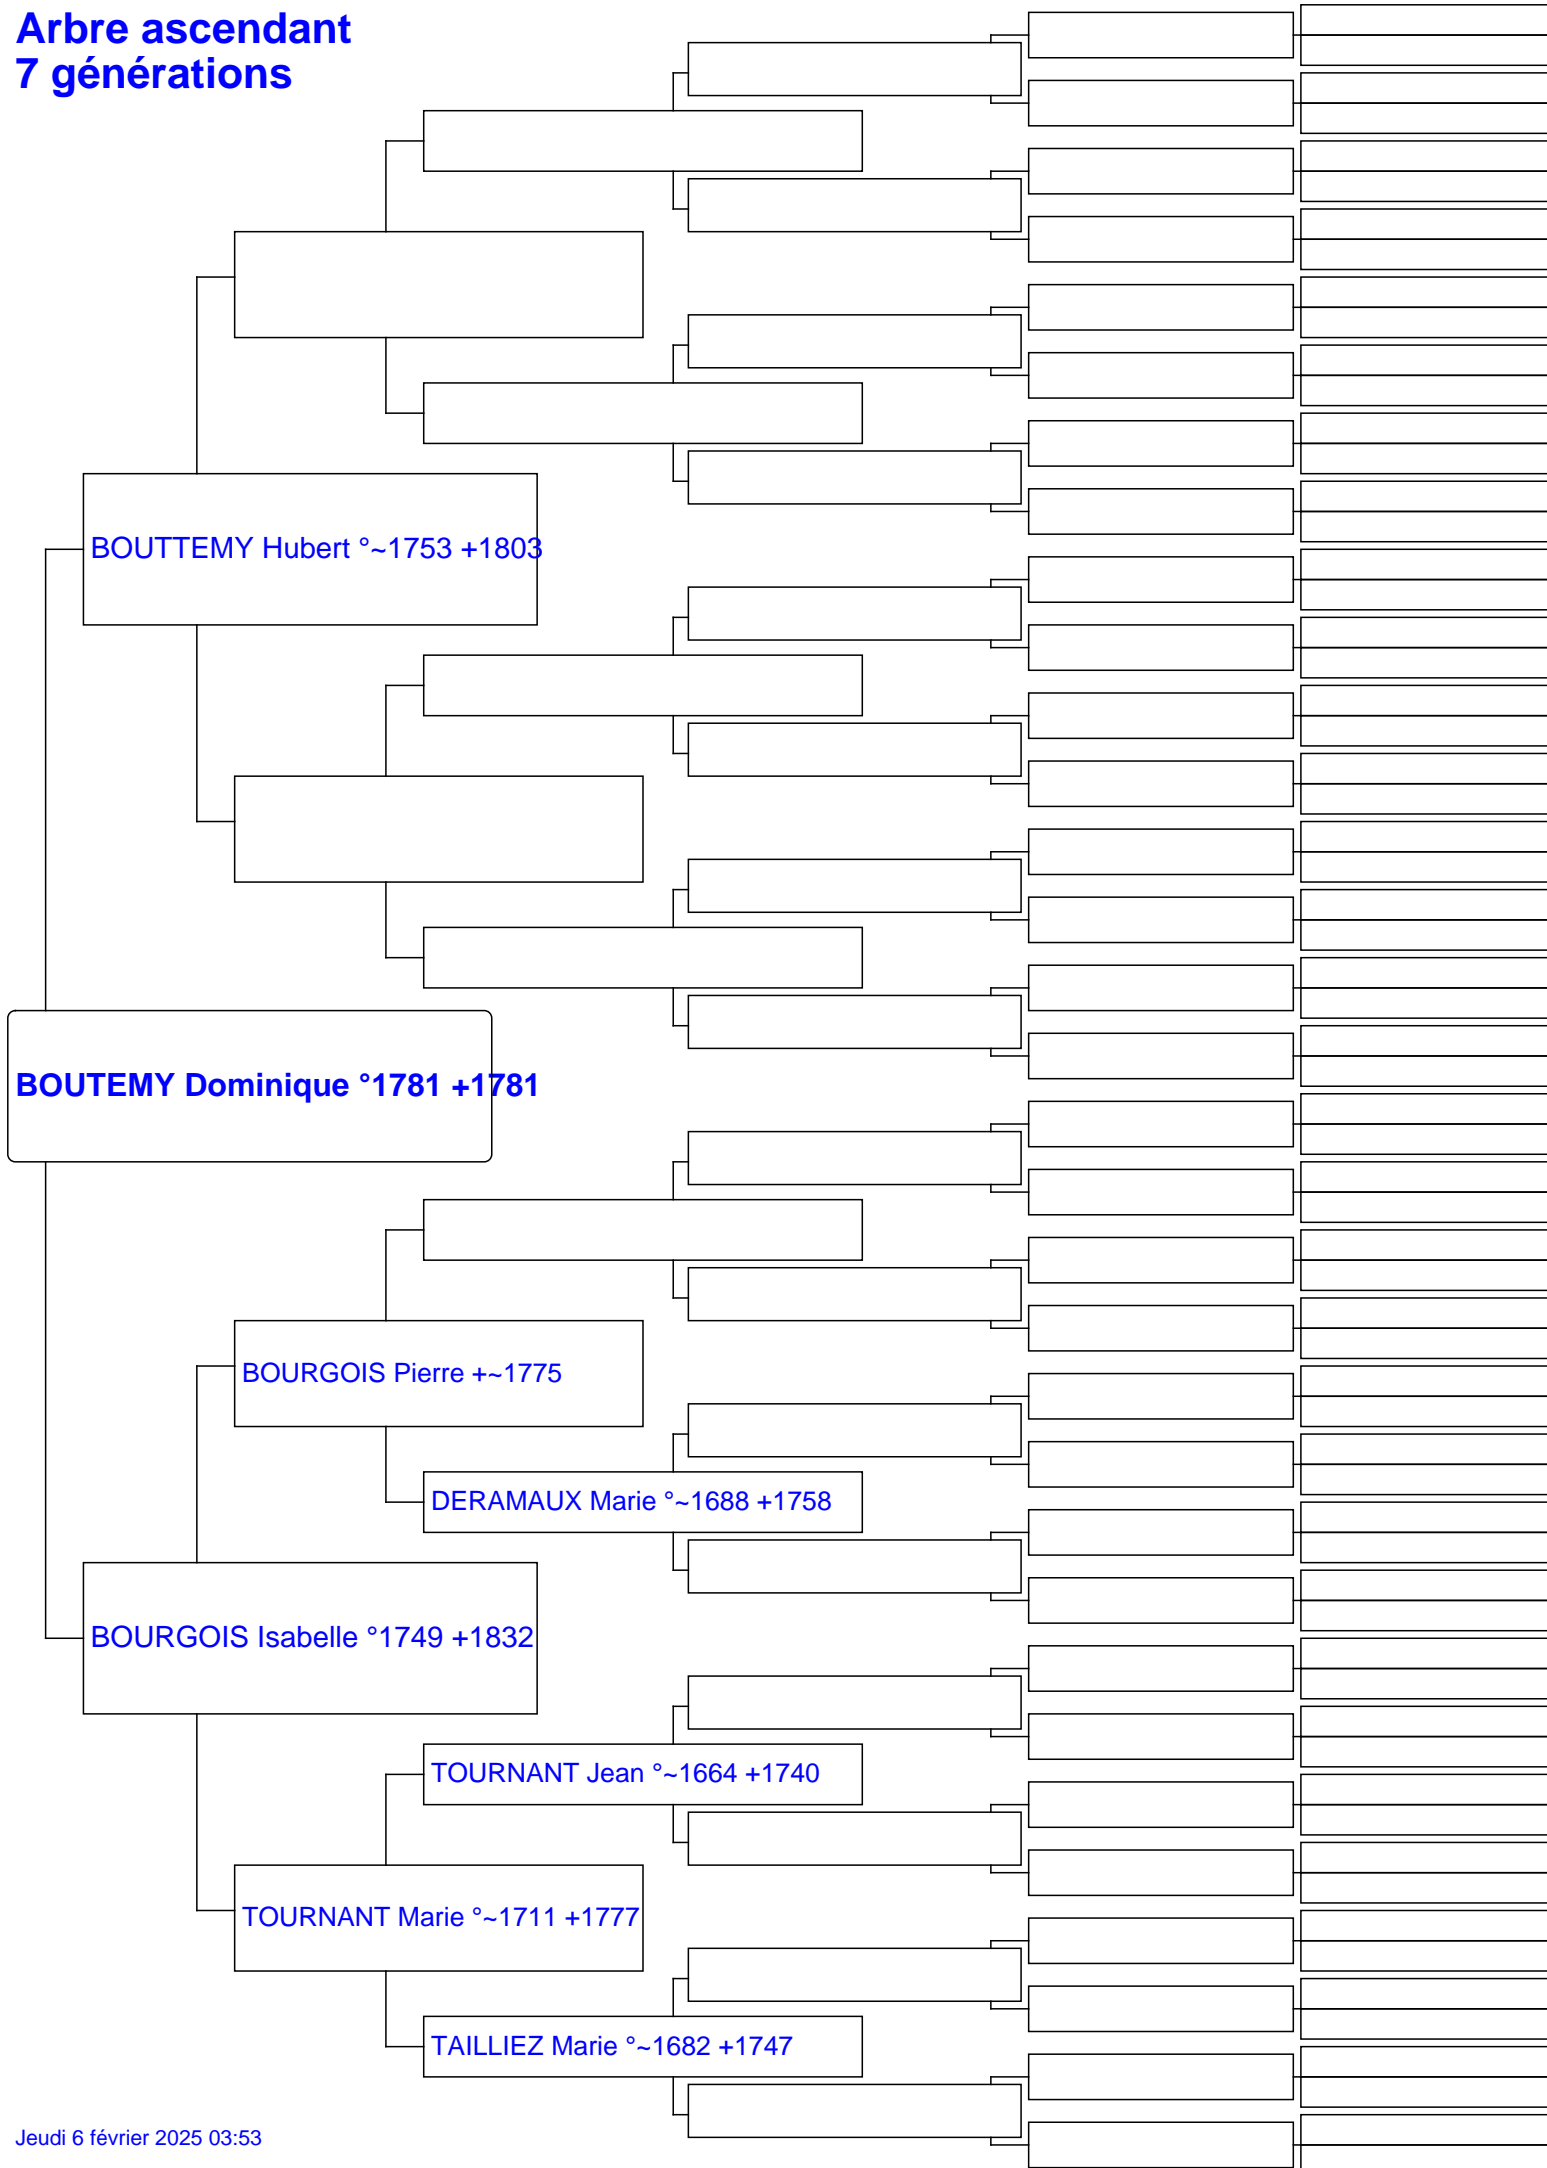 Arbre ascendant
7 générations
BOUTTEMY Hubert °~1753 +1803
BOUTEMY Dominique °1781 +1781
BOURGOIS Pierre +~1775
DERAMAUX Marie °~1688 +1758
BOURGOIS Isabelle °1749 +1832
TOURNANT Jean °~1664 +1740
TOURNANT Marie °~1711 +1777
TAILLIEZ Marie °~1682 +1747
Jeudi 6 février 2025 03:53